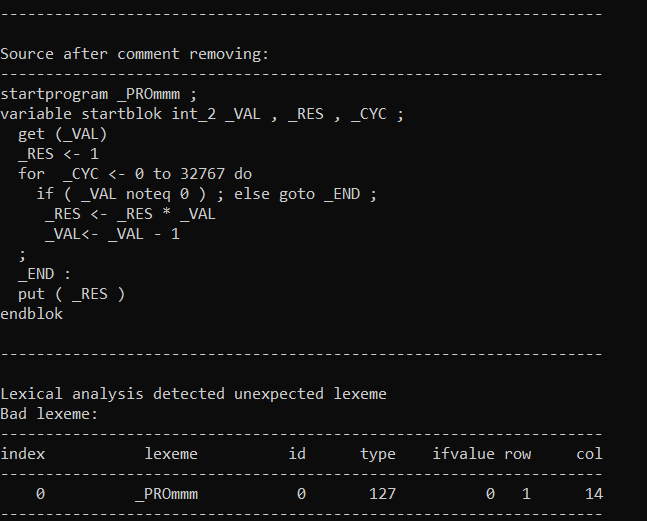 -------------------------------------------------------------------
Source after comment removing:
-------------------------------------------------------------------
startprogram _PROmmm ;
variable startblok int_2 _VAL , _RES , _CYC ;
  get (_VAL)
  _RES <- 1
  for  _CYC <- 0 to 32767 do
    if ( _VAL noteq 0 ) ; else goto _END ;
     _RES <- _RES * _VAL
     _VAL<- _VAL - 1
  ;
  _END :
  put ( _RES )
endblok
-------------------------------------------------------------------
Lexical analysis detected unexpected lexeme
Bad lexeme:
-------------------------------------------------------------------
index           lexeme          id      type    ifvalue row     col
-------------------------------------------------------------------
    0          _PROmmm           0       127          0   1      14
-------------------------------------------------------------------